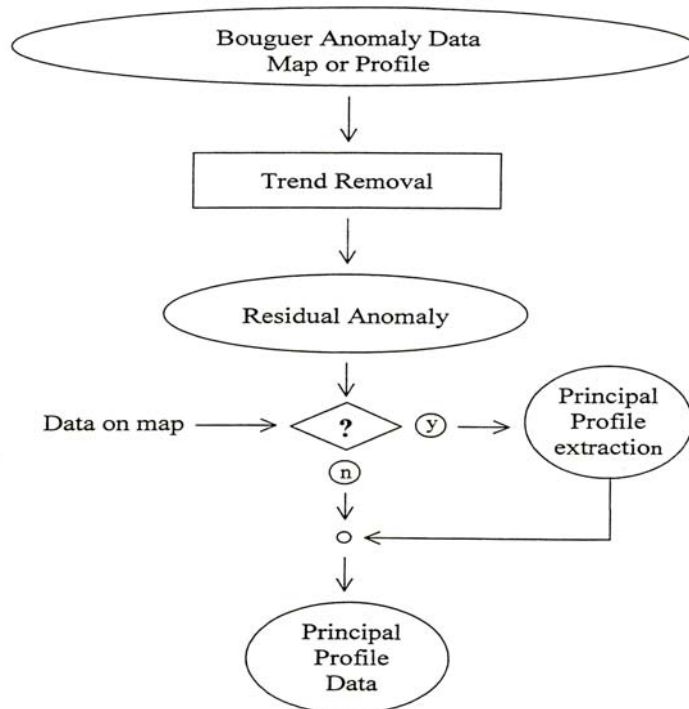 Bouguer Anomaly Data
Map or Profile
Trend Removal
Residual Anomaly
Data on map
?
y
Principal
Profile
extraction
n
Principal
Profile
Data